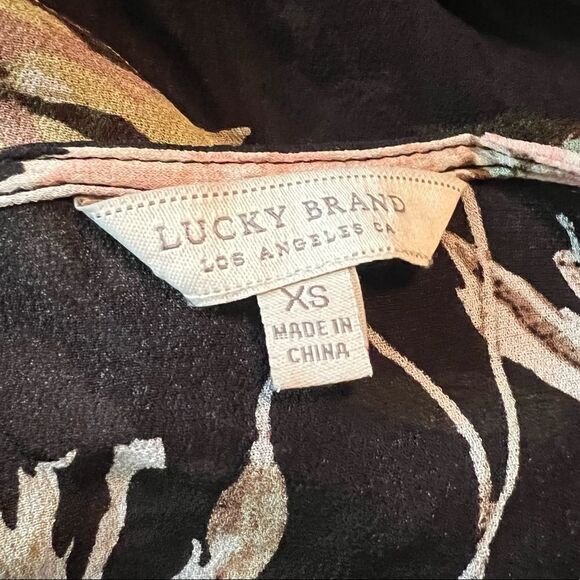 LUCKY BRAND
LOS ANGELES CA
XS
MADE IN
CHINA